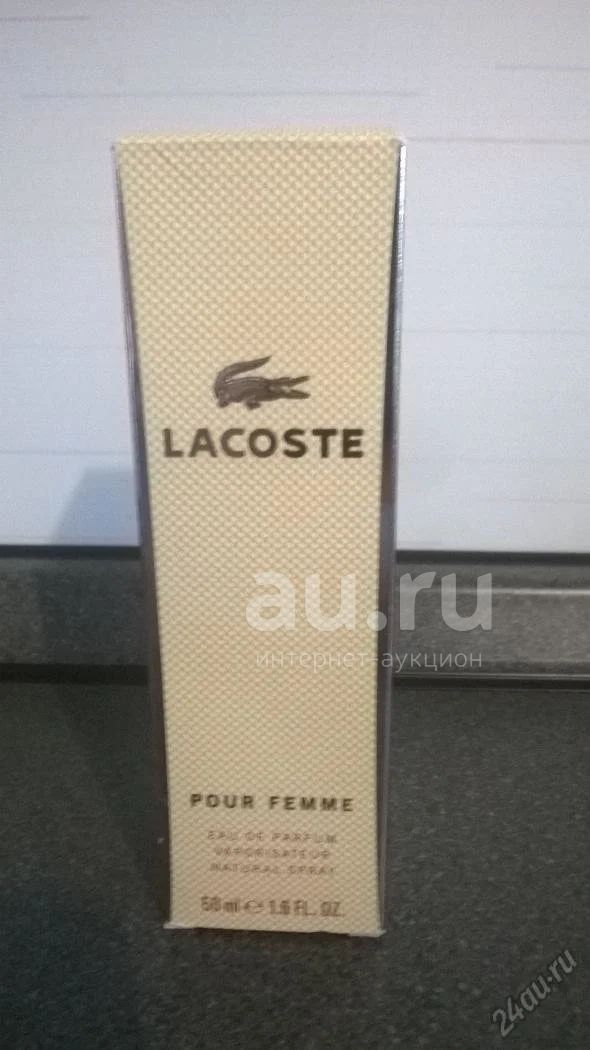 LACOSTE
au.ru
интернет-аукцион
POUR FEMME
EAU DE PARFUM
VAPORISATEUR
NATURAL SPRAY
50 ml e 1.6 FL. OZ.
24au.ru